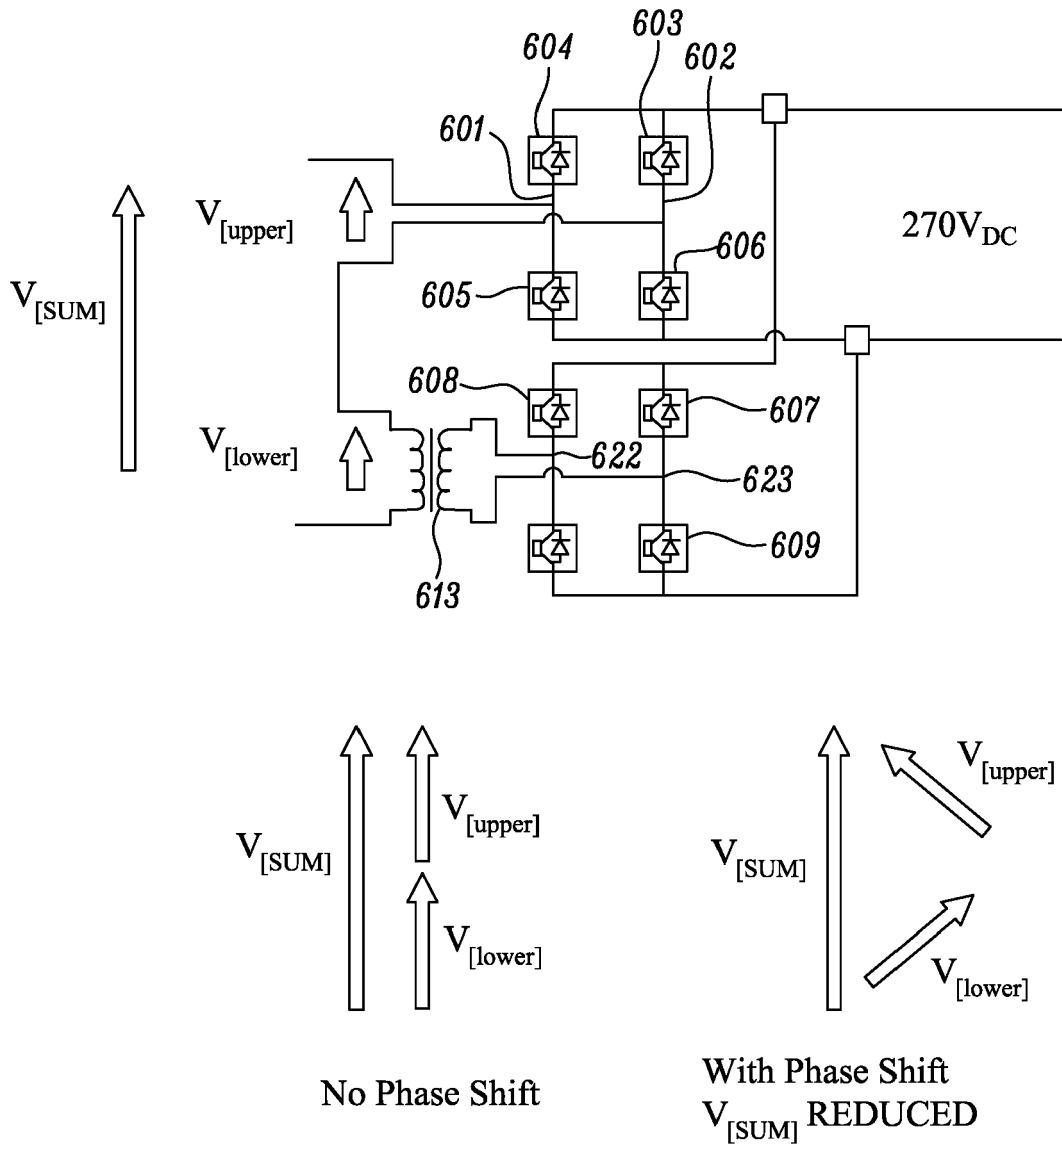 603
604
602
601
V[upper]
606
270VDC
V[SUM]
605
608
607
V[lower]
622
623
609
613
V[upper]
V[upper]
V[SUM]
V[SUM]
V[lower]
V[lower]
With Phase Shift
No Phase Shift
V[SUM] REDUCED